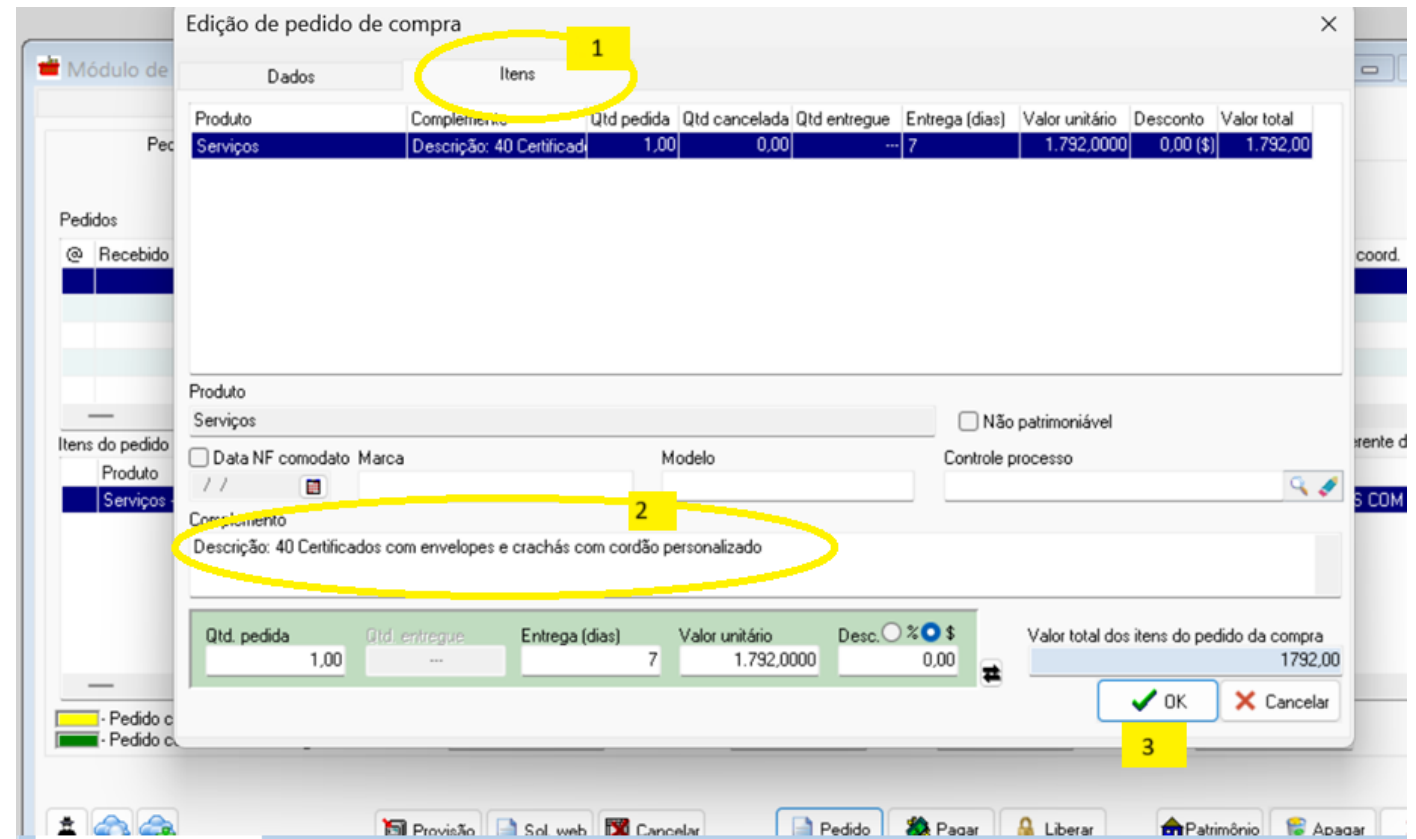 Edição de pedido de compra
1
Módulo de
Dados
Itens
Produto Complemento Qtd pedida Qtd cancelada Qtd entregue Entrega (dias) Valor unitário Desconto Valor total
Serviços Descrição: 40 Certificad 1,00 0,00 --- 7 1.792,0000 0,00 ($) 1.792,00
Pedidos
@ Recebido
coord.
Produto
Serviços
Não patrimoniável
Itens do pedido
Data NF comodato Marca Modelo Controle processo
/ /
Produto
Serviços
S COM
2
Complemento
Descrição: 40 Certificados com envelopes e crachás com cordão personalizado
Qtd. pedida Qtd. entregue Entrega (dias) Valor unitário Desc. % $ Valor total dos itens do pedido da compra
1,00 --- 7 1.792,0000 0,00 1792,00
OK Cancelar
- Pedido c
- Pedido c
3
Provisão Sol. web Cancelar Pedido Pagar Liberar Patrimônio Apagar